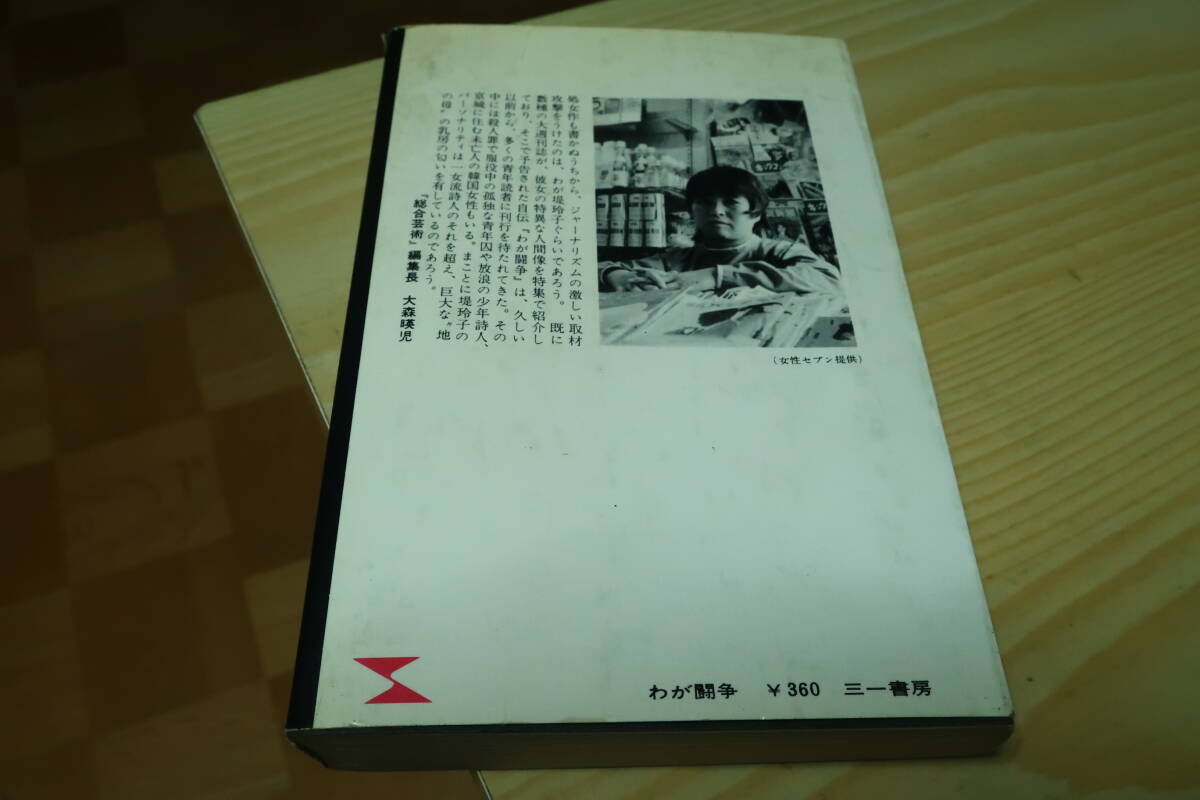 処女作も書かぬうちから、ジャーナリズムの激しい取材
攻撃をうけたのは、わが堤玲子ぐらいであろう。既に
数種の大週刊誌が、彼女の特異な人間像を特集で紹介し
ており、そこで予告された自伝『わが闘争』は、久しい
以前から、多くの青年読者に刊行を待たれてきた。その
中には殺人罪で服役中の孤独な青年囚や放浪の少年詩人、
京城に住む未亡人の韓国女性もいる。まことに堤玲子の
パーソナリティは一女流詩人のそれを超え、巨大な〝地
の母〟の乳房の匂いを有しているのであろう。
『総合芸術』編集長 大森暎児
（女性セブン提供）
わが闘争 ￥360 三一書房